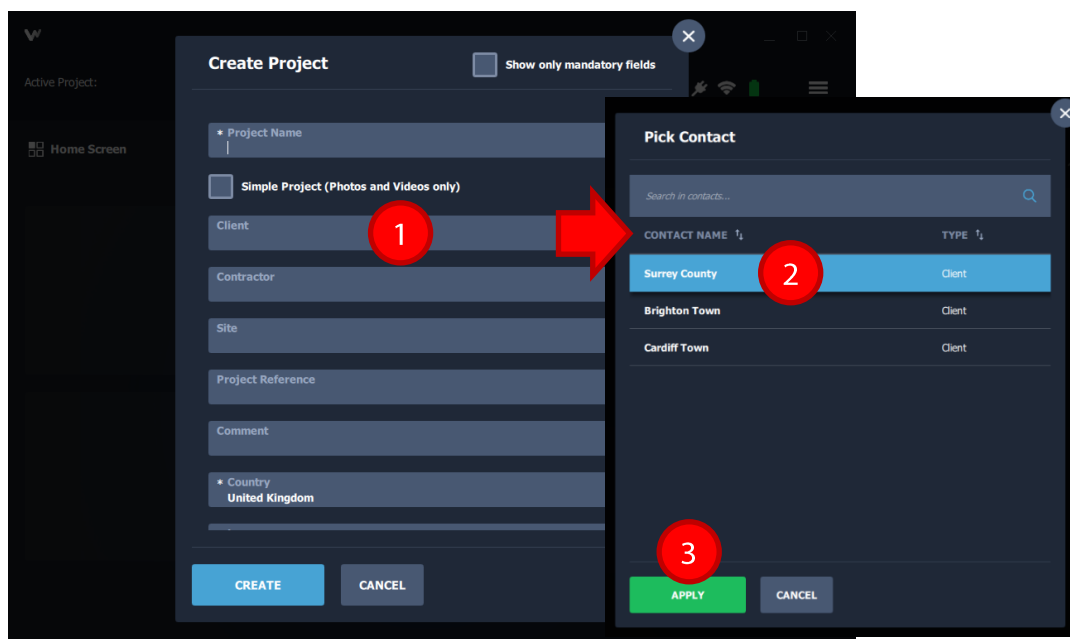 Create Project
Show only mandatory fields
Active Project:
Home Screen
* Project Name
Simple Project (Photos and Videos only)
Client
1
Contractor
Site
Project Reference
Comment
* Country
United Kingdom
CREATE
CANCEL
Pick Contact
Search in contacts...
CONTACT NAME TYPE
Surrey County Client
2
Brighton Town Client
Cardiff Town Client
3
APPLY
CANCEL